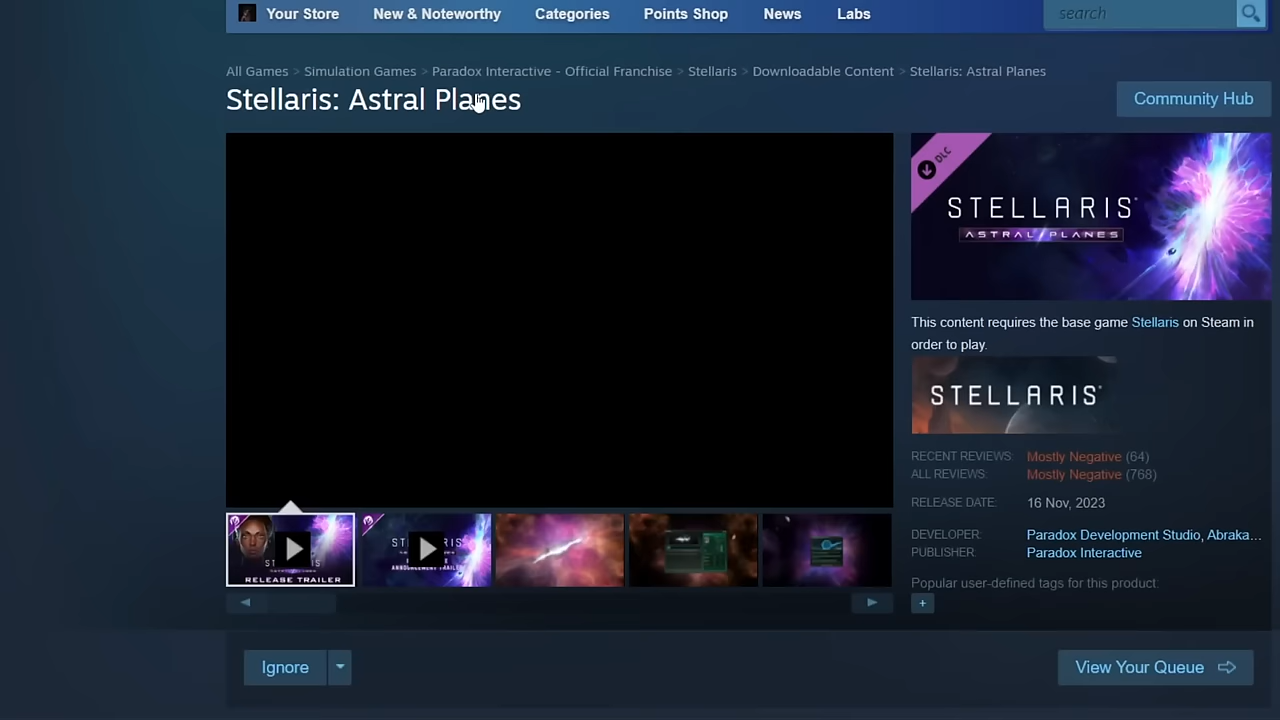 Your Store
New & Noteworthy
Categories
Points Shop
News
Labs
search
All Games > Simulation Games > Paradox Interactive - Official Franchise > Stellaris > Downloadable Content > Stellaris: Astral Planes
Stellaris: Astral Planes
Community Hub
DLC
STELLARIS
ASTRAL PLANES
This content requires the base game Stellaris on Steam in
order to play.
STELLARIS
RECENT REVIEWS: Mostly Negative (64)
ALL REVIEWS: Mostly Negative (768)
RELEASE DATE: 16 Nov, 2023
DEVELOPER: Paradox Development Studio, Abraka...
PUBLISHER: Paradox Interactive
Popular user-defined tags for this product:
+
RELEASE TRAILER
Ignore
View Your Queue